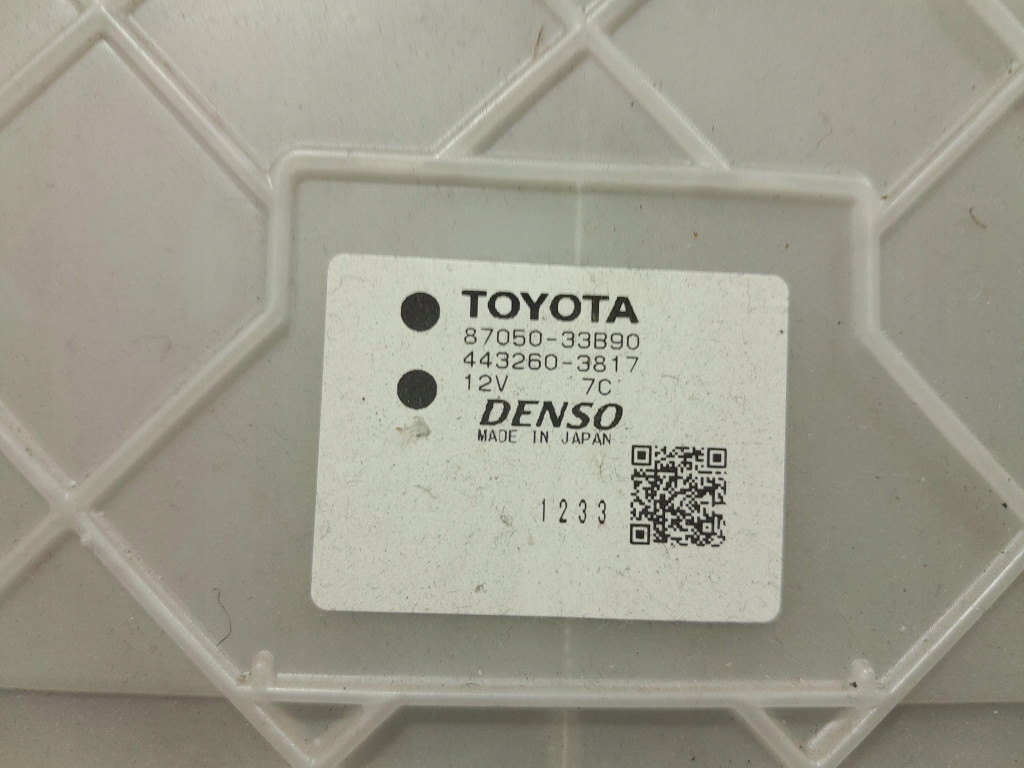 TOYOTA
87050-33B90
443260-3817
12V 7C
DENSO
MADE IN JAPAN
1233